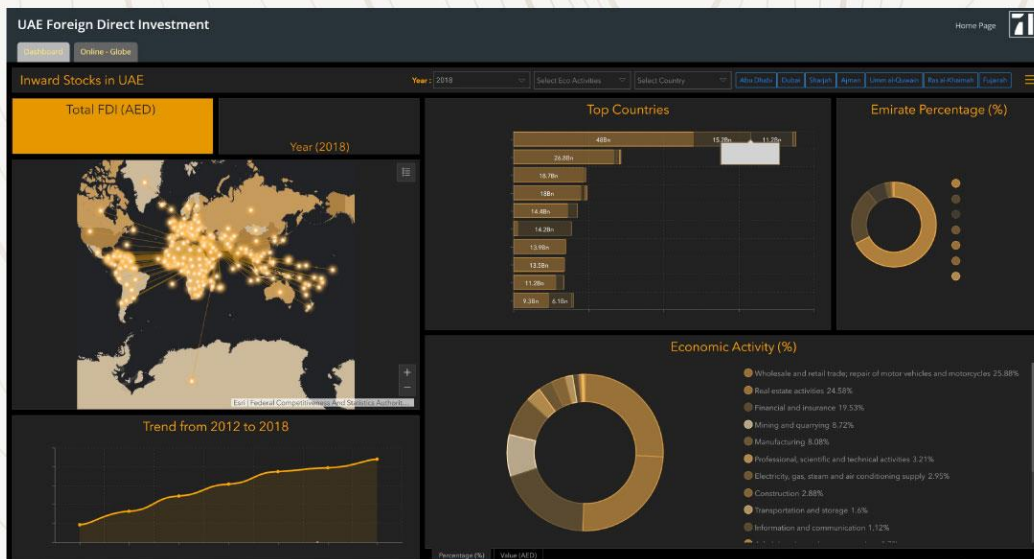 UAE Foreign Direct Investment
Home Page
Dashboard
Online - Globe
Inward Stocks in UAE
Year : 2018
Select Eco Activities
Select Country
Abu Dhabi
Dubai
Sharjah
Ajman
Umm al-Quwain
Ras al-Khaimah
Fujairah
Total FDI (AED)
Year (2018)
Esri | Federal Competitiveness And Statistics Authorit...
Trend from 2012 to 2018
Top Countries
48Bn
15.2Bn
11.2Bn
26.8Bn
18.7Bn
18Bn
14.4Bn
14.2Bn
13.9Bn
13.5Bn
11.3Bn
9.3Bn
6.1Bn
Emirate Percentage (%)
Economic Activity (%)
Wholesale and retail trade; repair of motor vehicles and motorcycles 25.88%
Real estate activities 24.58%
Financial and insurance 19.53%
Mining and quarrying 8.72%
Manufacturing 8.08%
Professional, scientific and technical activities 3.21%
Electricity, gas, steam and air conditioning supply 2.95%
Construction 2.88%
Transportation and storage 1.6%
Information and communication 1.12%
Percentage (%)
Value (AED)